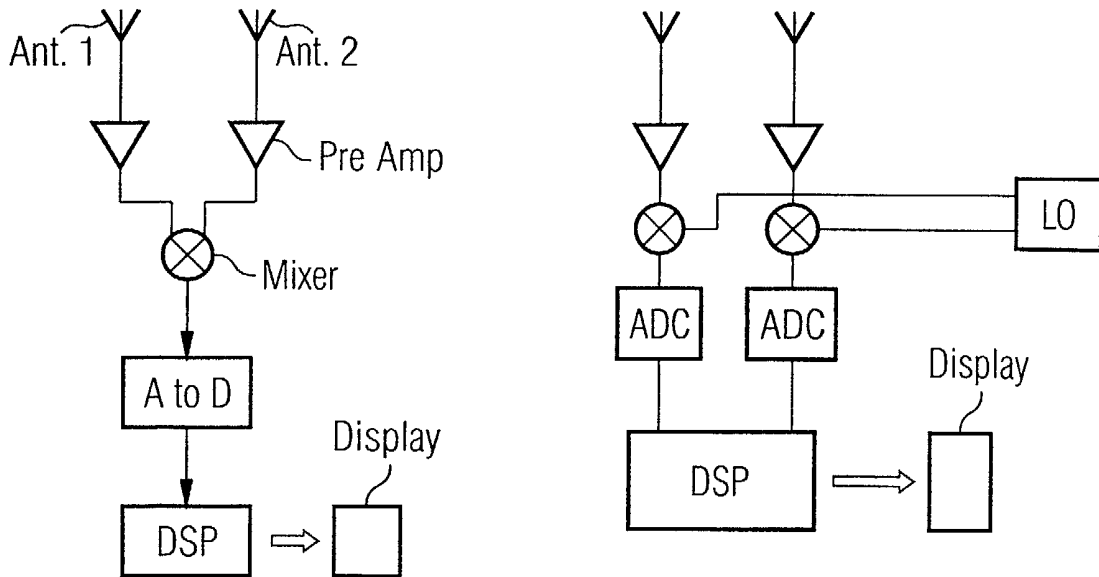 Ant. 1
Ant. 2
Pre Amp
Mixer
A to D
Display
DSP
LO
ADC
ADC
Display
DSP